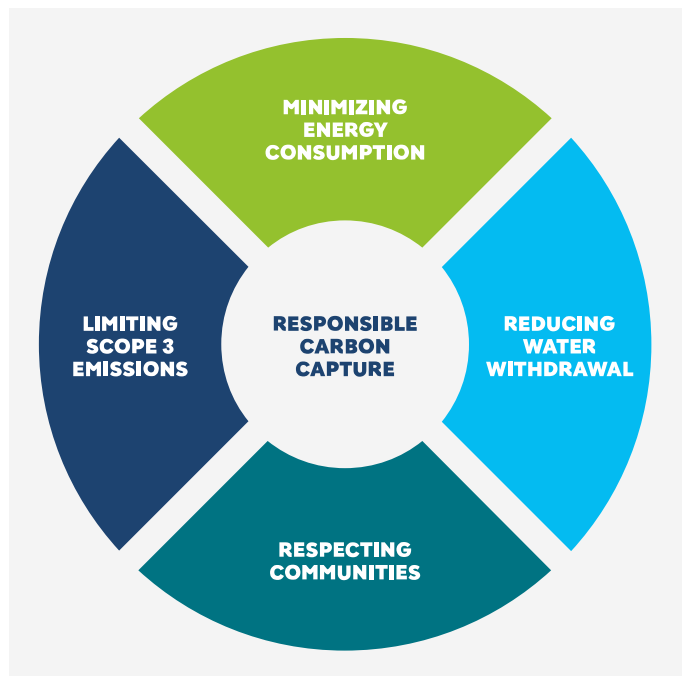 MINIMIZING
ENERGY
CONSUMPTION
LIMITING
SCOPE 3
EMISSIONS
RESPONSIBLE
CARBON
CAPTURE
REDUCING
WATER
WITHDRAWAL
RESPECTING
COMMUNITIES